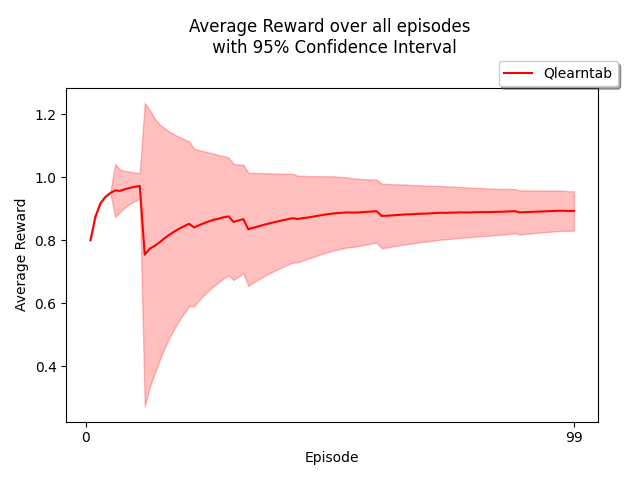 Average Reward over all episodes
with 95% Confidence Interval
Qlearntab
1.2
1.0
0.8
0.6
0.4
Average Reward
0
99
Episode